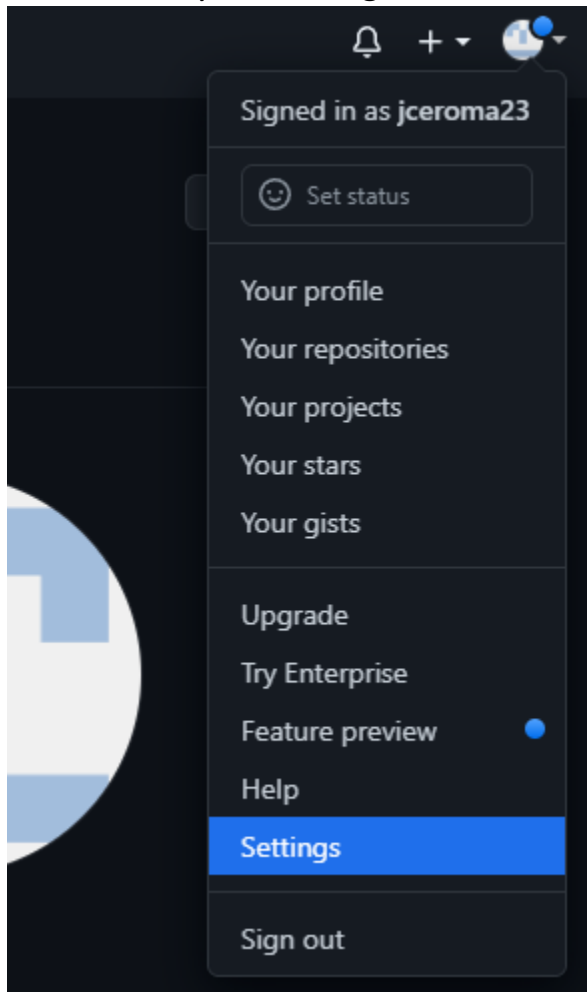 Signed in as jceroma23
Set status
Your profile
Your repositories
Your projects
Your stars
Your gists
Upgrade
Try Enterprise
Feature preview
Help
Settings
Sign out